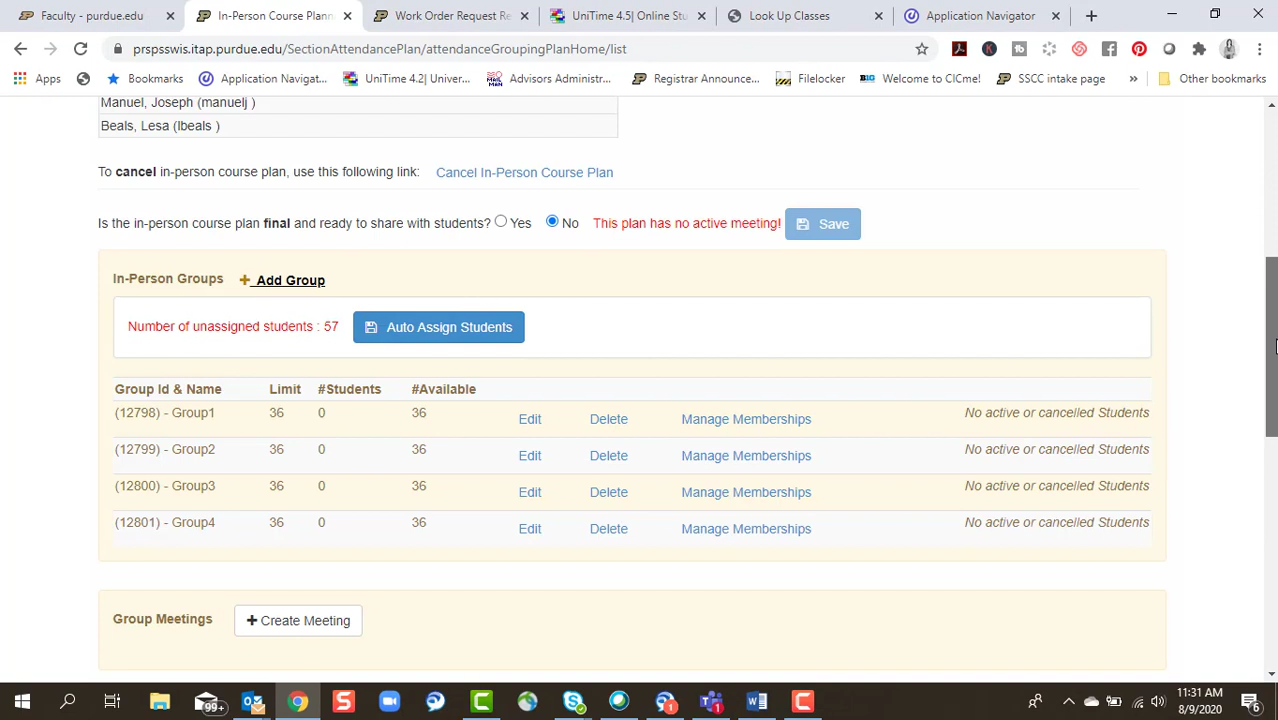 Faculty - purdue.edu
In-Person Course Plann
Work Order Request Re
UniTime 4.5| Online Stu
Look Up Classes
Application Navigator
prspsswis.itap.purdue.edu/SectionAttendancePlan/attendanceGroupingPlanHome/list
Apps
Bookmarks
Application Navigat...
UniTime 4.2| Univer...
Advisors Administr...
Registrar Announce...
Filelocker
BIG Welcome to CICme!
SSCC intake page
»
Other bookmarks
Manuel, Joseph (manuelj )
Beals, Lesa (lbeals )
To cancel in-person course plan, use this following link: Cancel In-Person Course Plan
Is the in-person course plan final and ready to share with students? Yes No This plan has no active meeting! Save
In-Person Groups + Add Group
Number of unassigned students : 57 Auto Assign Students
Group Id & Name Limit #Students #Available
(12798) - Group1 36 0 36 Edit Delete Manage Memberships No active or cancelled Students
(12799) - Group2 36 0 36 Edit Delete Manage Memberships No active or cancelled Students
(12800) - Group3 36 0 36 Edit Delete Manage Memberships No active or cancelled Students
(12801) - Group4 36 0 36 Edit Delete Manage Memberships No active or cancelled Students
Group Meetings + Create Meeting
99+
1
1
11:31 AM
8/9/2020
6